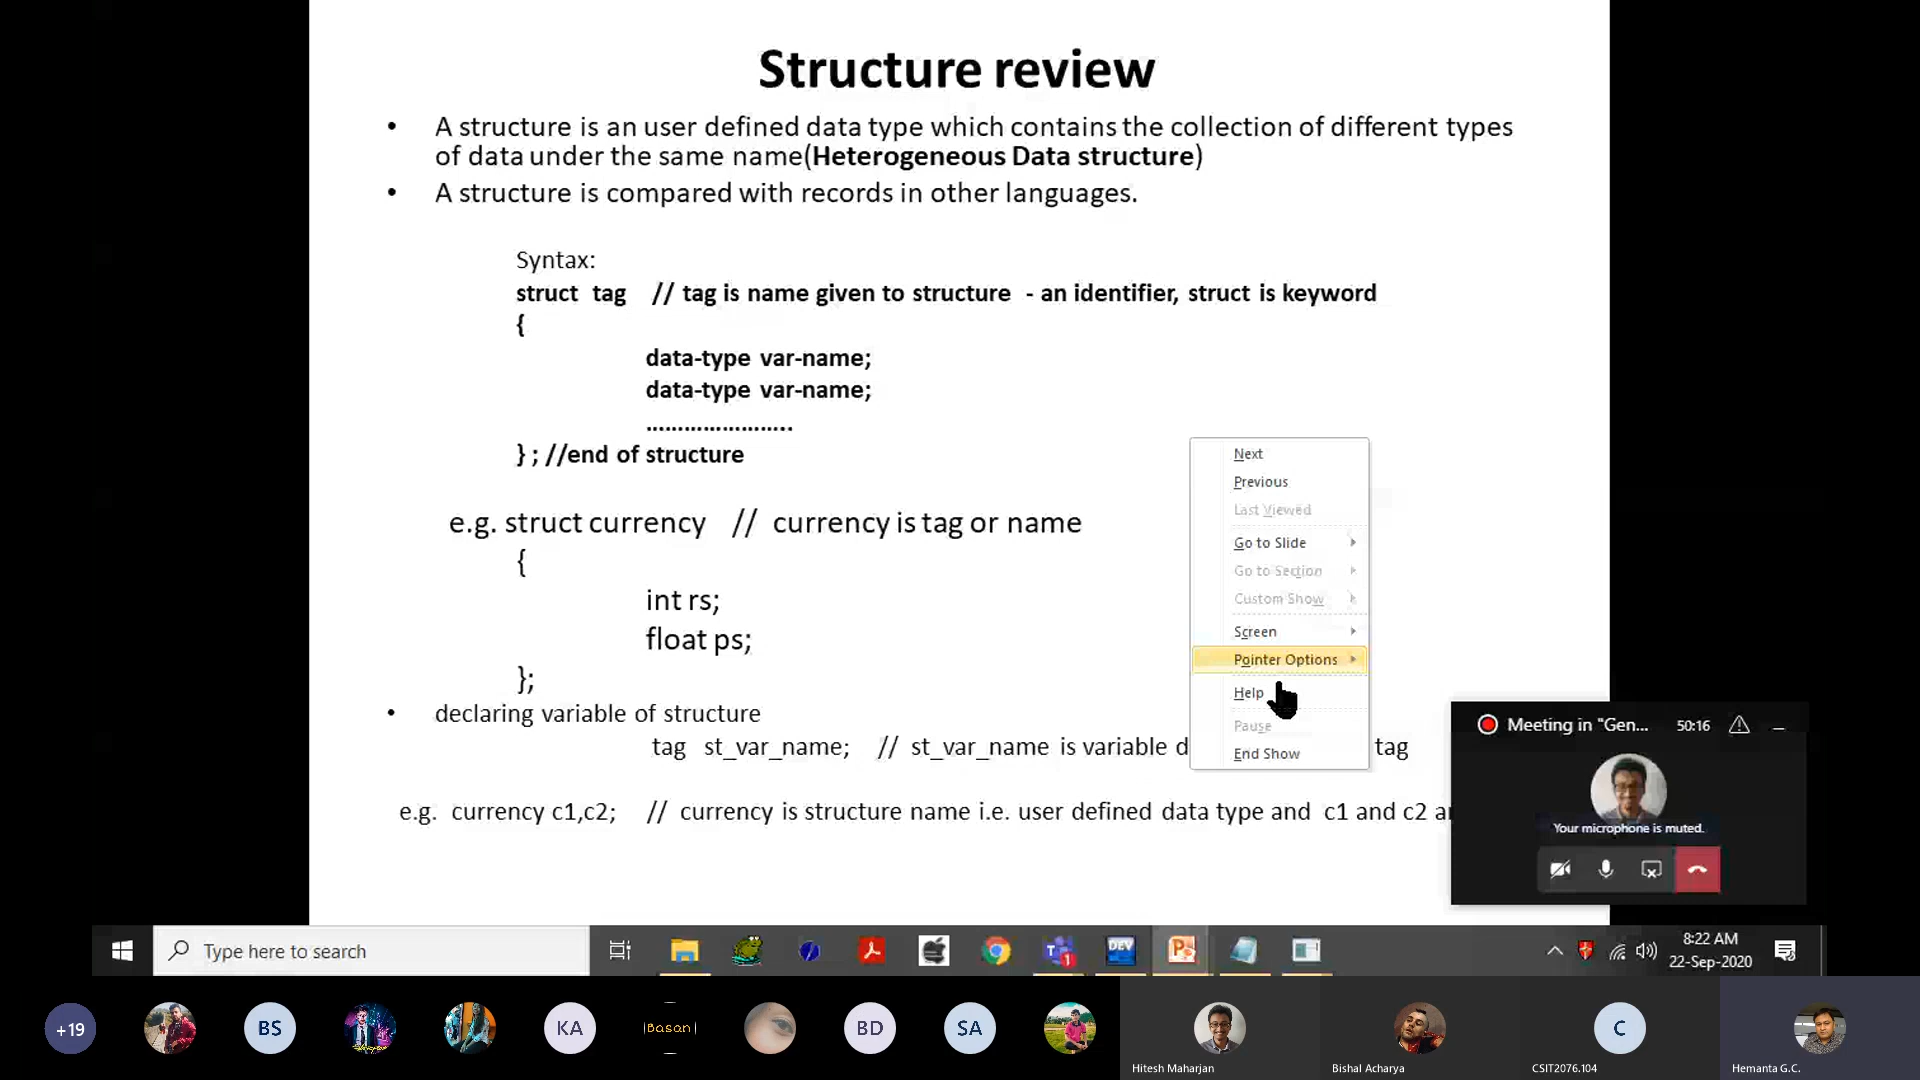 Structure review
• A structure is an user defined data type which contains the collection of different types
of data under the same name(Heterogeneous Data structure)
• A structure is compared with records in other languages.
Syntax:
struct tag // tag is name given to structure - an identifier, struct is keyword
{
data-type var-name;
data-type var-name;
…………………..
} ; //end of structure
e.g. struct currency // currency is tag or name
{
int rs;
float ps;
};
• declaring variable of structure
tag st_var_name; // st_var_name is variable d
tag
e.g. currency c1,c2; // currency is structure name i.e. user defined data type and c1 and c2
Next
Previous
Last Viewed
Go to Slide
Go to Section
Custom Show
Screen
Pointer Options
Help
Pause
End Show
Meeting in "Gen... 50:16
Your microphone is muted.
Type here to search
DEV
T
1
P
8:22 AM
22-Sep-2020
+19
BS
KA
Basan
BD
SA
C
Hitesh Maharjan
Bishal Acharya
CSIT2076.104
Hemanta G.C.